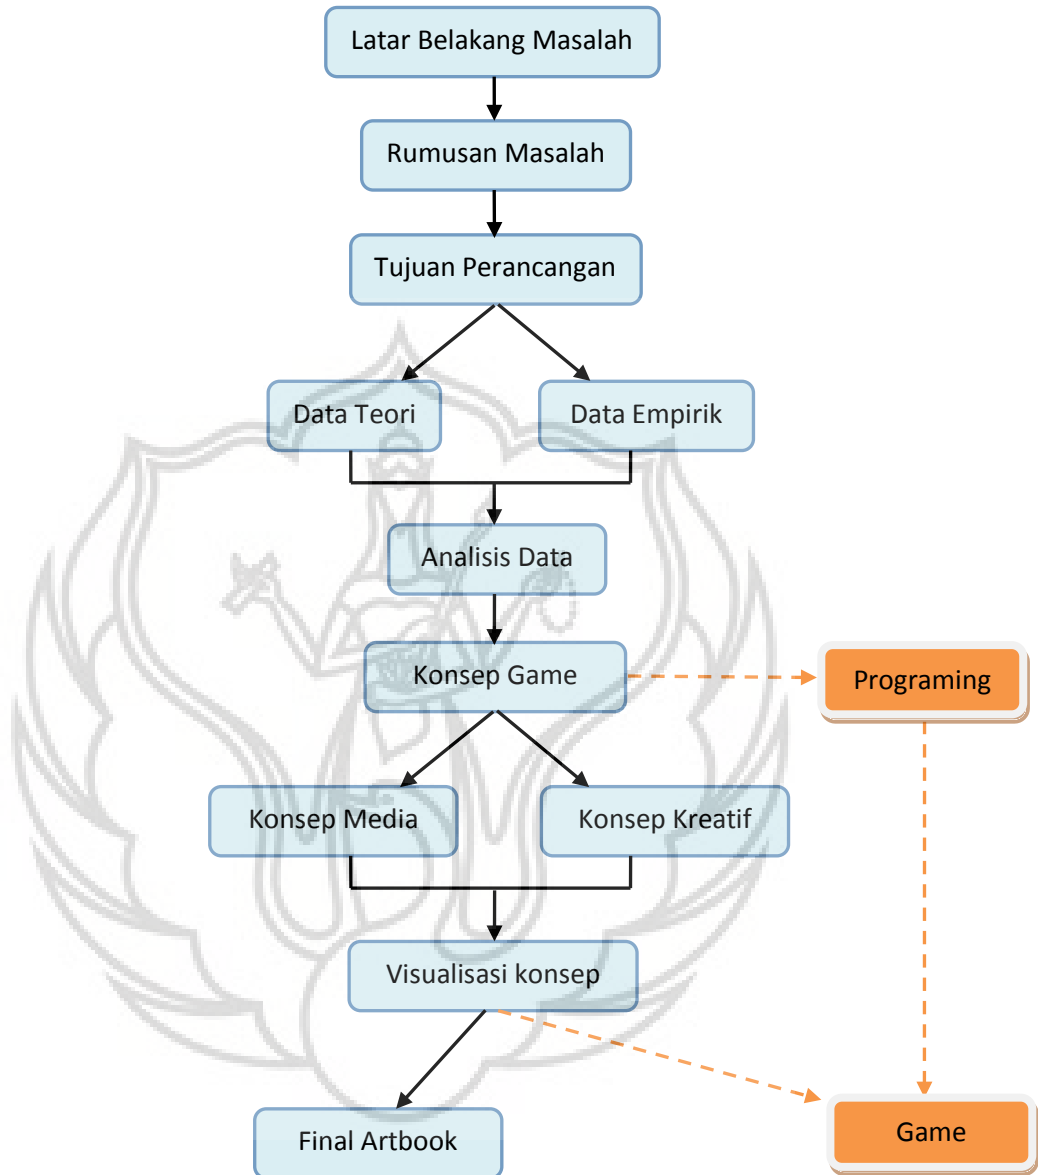 Latar Belakang Masalah
Rumusan Masalah
Tujuan Perancangan
Data Teori
Data Empirik
Analisis Data
Konsep Game
Programing
Konsep Media
Konsep Kreatif
Visualisasi konsep
Final Artbook
Game